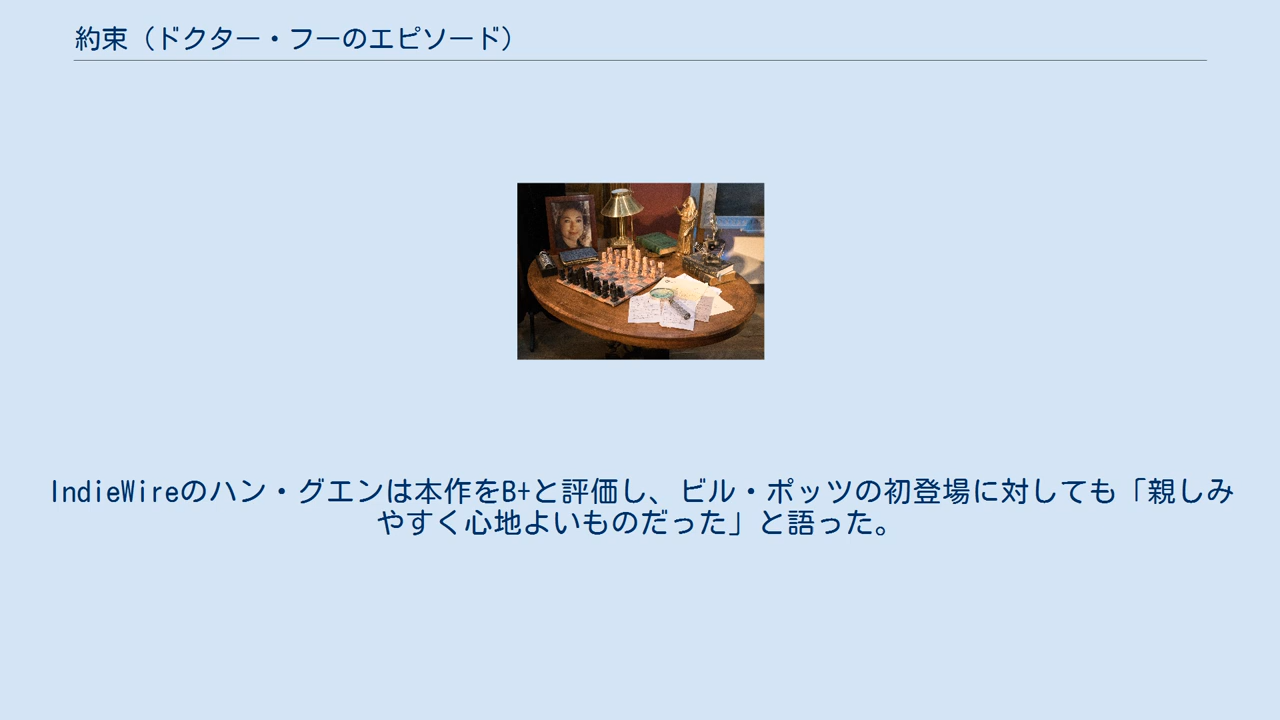 約束（ドクター・フーのエピソード）
IndieWireのハン・グエンは本作をB+と評価し、ビル・ポッツの初登場に対しても「親しみ
やすく心地よいものだった」と語った。